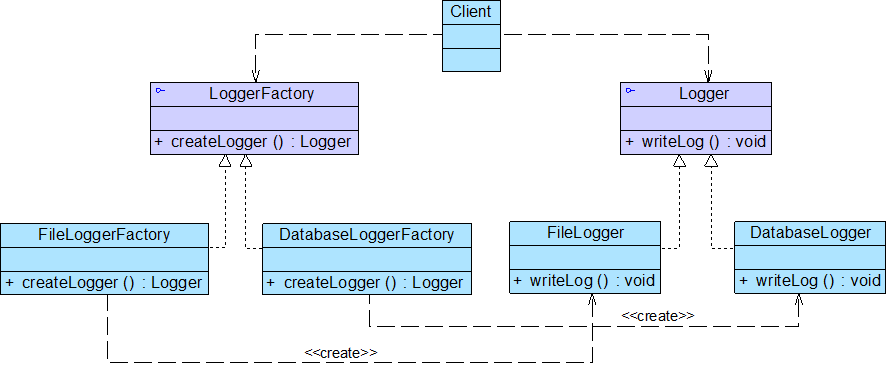 Client
LoggerFactory
+ createLogger () : Logger
Logger
+ writeLog () : void
FileLoggerFactory
+ createLogger () : Logger
DatabaseLoggerFactory
+ createLogger () : Logger
FileLogger
+ writeLog () : void
DatabaseLogger
+ writeLog () : void
<<create>>
<<create>>